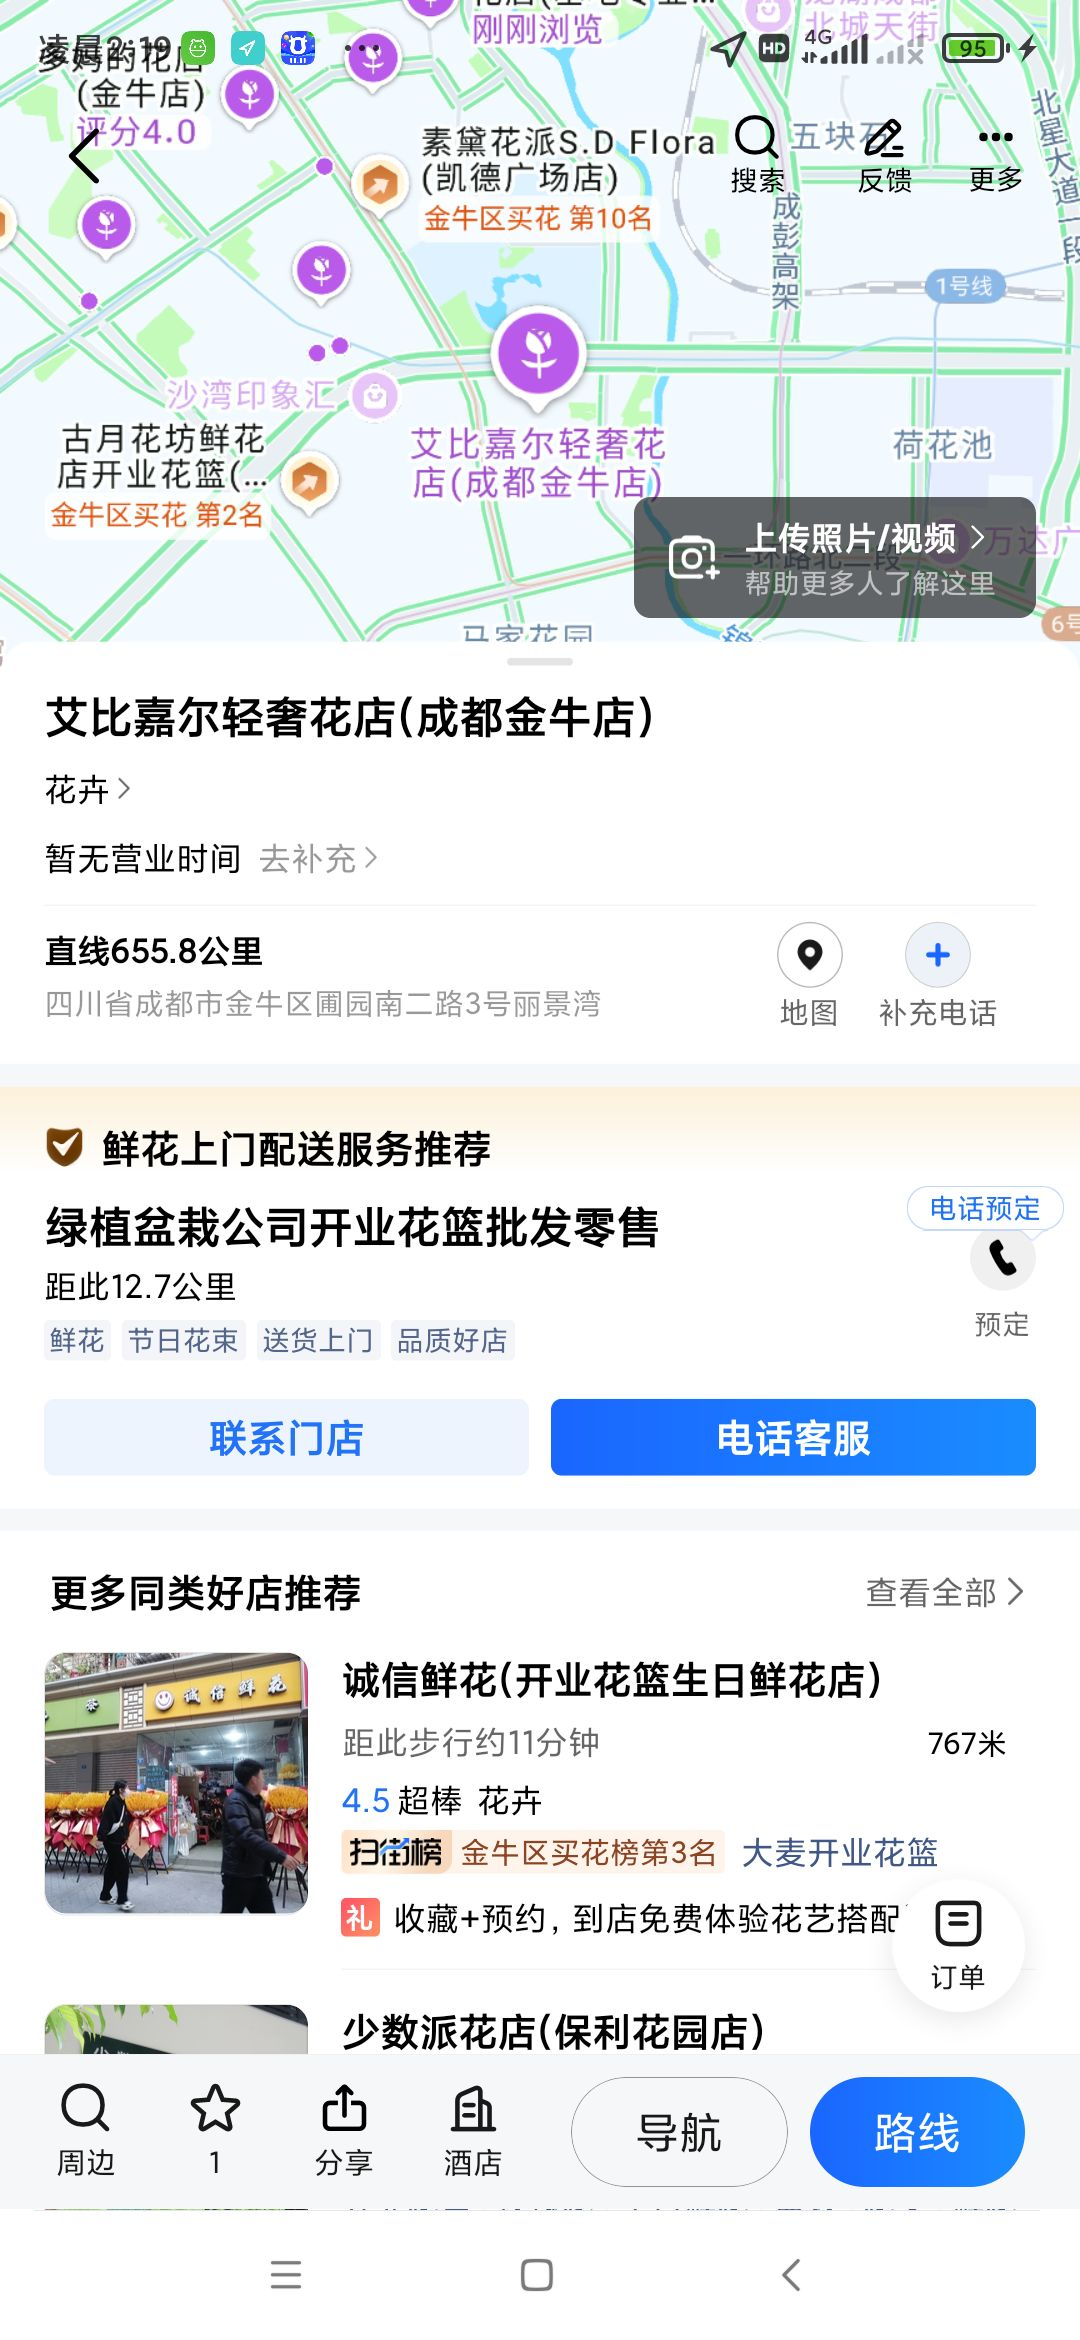 刚刚浏览
凌晨2:19
HD
4G
95
(金牛店)
评分4.0
素黛花派S.D Flora
(凯德广场店)
金牛区买花 第10名
搜索
反馈
更多
五块石
北城天街
北星大道一段
成彭高架
1号线
沙湾印象汇
古月花坊鲜花
店开业花篮(...
金牛区买花 第2名
艾比嘉尔轻奢花
店(成都金牛店)
荷花池
上传照片/视频
帮助更多人了解这里
一环路北二段
万达广
马家花园
6号
艾比嘉尔轻奢花店(成都金牛店)
花卉
暂无营业时间 去补充
直线655.8公里
四川省成都市金牛区圃园南二路3号丽景湾
地图
补充电话
鲜花上门配送服务推荐
绿植盆栽公司开业花篮批发零售
电话预定
距此12.7公里
预定
鲜花 节日花束 送货上门 品质好店
联系门店
电话客服
更多同类好店推荐
查看全部
诚信鲜花
诚信鲜花(开业花篮生日鲜花店)
距此步行约11分钟
767米
4.5 超棒 花卉
扫街榜 金牛区买花榜第3名 大麦开业花篮
礼 收藏+预约，到店免费体验花艺搭配
订单
少数派花店(保利花园店)
周边
1
分享
酒店
导航
路线